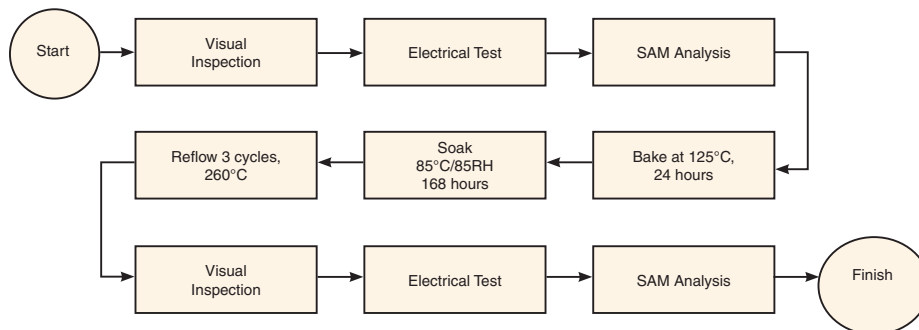 Start
Visual
Inspection
Electrical Test
SAM Analysis
Bake at 125°C,
24 hours
Soak
85°C/85RH
168 hours
Reflow 3 cycles,
260°C
Visual
Inspection
Electrical Test
SAM Analysis
Finish